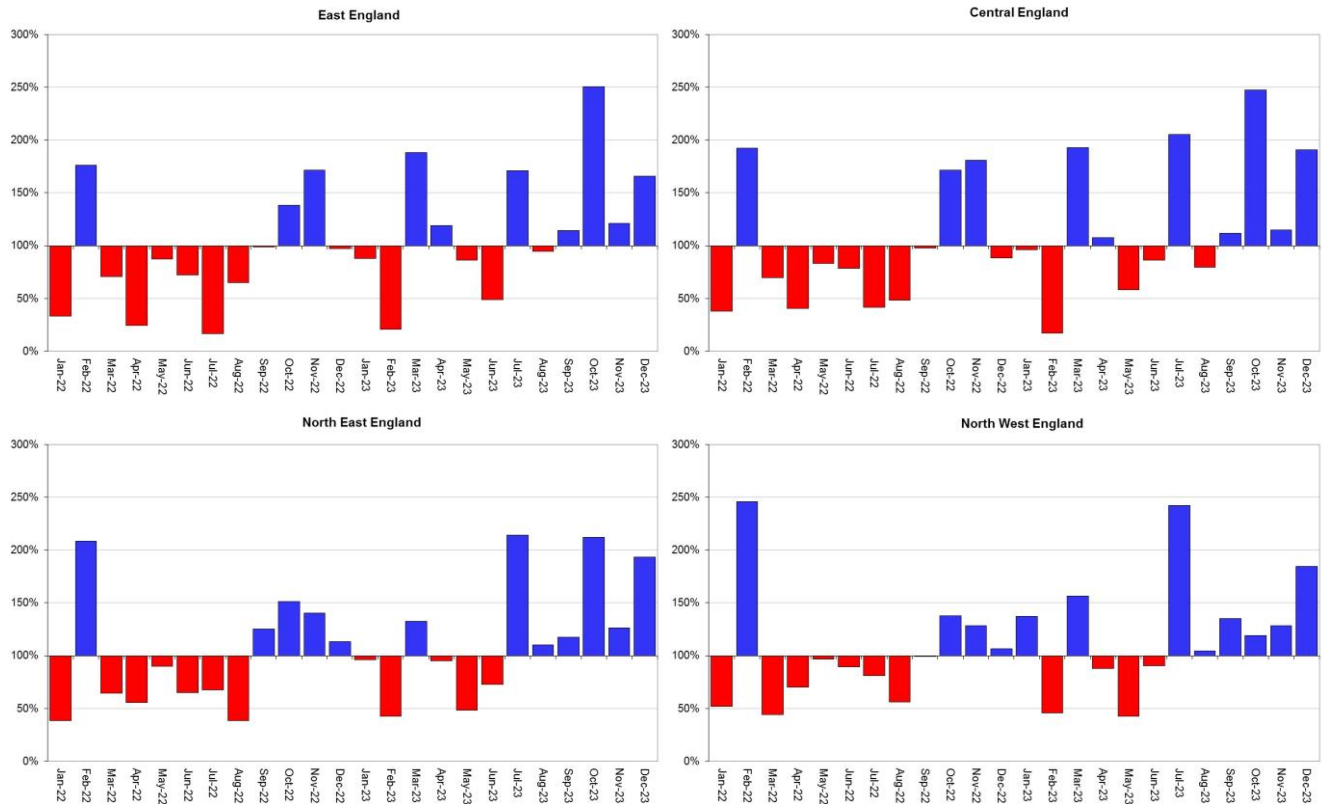 East England
300%
250%
200%
150%
100%
50%
0%
Jan-22
Feb-22
Mar-22
Apr-22
May-22
Jun-22
Jul-22
Aug-22
Sep-22
Oct-22
Nov-22
Dec-22
Jan-23
Feb-23
Mar-23
Apr-23
May-23
Jun-23
Jul-23
Aug-23
Sep-23
Oct-23
Nov-23
Dec-23
Central England
300%
250%
200%
150%
100%
50%
0%
Jan-22
Feb-22
Mar-22
Apr-22
May-22
Jun-22
Jul-22
Aug-22
Sep-22
Oct-22
Nov-22
Dec-22
Jan-23
Feb-23
Mar-23
Apr-23
May-23
Jun-23
Jul-23
Aug-23
Sep-23
Oct-23
Nov-23
Dec-23
North East England
300%
250%
200%
150%
100%
50%
0%
Jan-22
Feb-22
Mar-22
Apr-22
May-22
Jun-22
Jul-22
Aug-22
Sep-22
Oct-22
Nov-22
Dec-22
Jan-23
Feb-23
Mar-23
Apr-23
May-23
Jun-23
Jul-23
Aug-23
Sep-23
Oct-23
Nov-23
Dec-23
North West England
300%
250%
200%
150%
100%
50%
0%
Jan-22
Feb-22
Mar-22
Apr-22
May-22
Jun-22
Jul-22
Aug-22
Sep-22
Oct-22
Nov-22
Dec-22
Jan-23
Feb-23
Mar-23
Apr-23
May-23
Jun-23
Jul-23
Aug-23
Sep-23
Oct-23
Nov-23
Dec-23